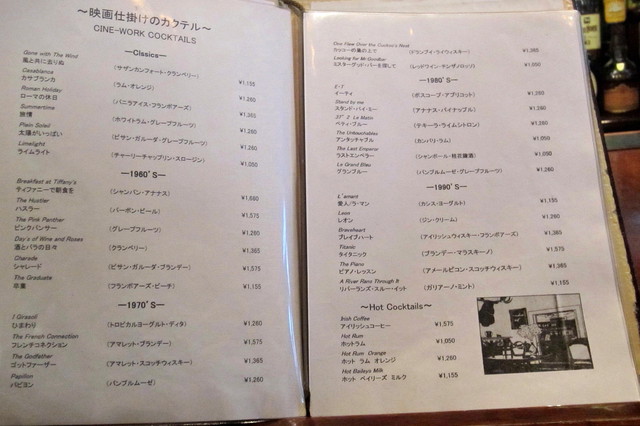 〜映画仕掛けのカクテル〜
CINE-WORK COCKTAILS
—Classics—
Gone with The Wind
風と共に去りぬ (サザンカンフォート・クランベリー) ¥1,155
Casablanca
カサブランカ (ラム・オレンジ) ¥1,260
Roman Holiday
ローマの休日 (バニラアイス・フランボアーズ) ¥1,365
Summertime
旅情 (ホワイトラム・グレープフルーツ) ¥1,260
Plain Soleil
太陽がいっぱい (ピサン・ガルーダ・グレープフルーツ) ¥1,260
Limelight
ライムライト (チャーリーチャップリン・スロージン) ¥1,050
—1960'S—
Breakfast at Tiffany's
ティファニーで朝食を (シャンパン・アナナス) ¥1,680
The Hustler
ハスラー (バーボン・ビール) ¥1,575
The Pink Panther
ピンクパンサー (グレープフルーツ) ¥1,260
Day's of Wine and Roses
酒とバラの日々 (クランベリー) ¥1,365
Charade
シャレード (ピサン・ガルーダ・ブランデー) ¥1,575
The Graduate
卒業 (フランボアーズ・ピーチ) ¥1,155
—1970'S—
I Girasoli
ひまわり (トロピカルヨーグルト・ディタ) ¥1,260
The French Connection
フレンチコネクション (アマレット・ブランデー) ¥1,575
The Godfather
ゴットファーザー (アマレット・スコッチウィスキー) ¥1,365
Papillon
パピヨン (パンプルムーゼ) ¥1,260
One Flew Over the Cuckoo's Nest
カッコーの巣の上で (ドランブイ・ライウィスキー) ¥1,365
Looking for Mr.Goodbar
ミスターグッドバーを探して (レッドワイン・チンザノロッソ) ¥1,050
—1980'S—
E・T
イーティ (ボスコープ・アプリコット) ¥1,260
Stand by me
スタンド・バイ・ミー (アナナス・パイナップル) ¥1,260
37°2 Le Matin
ベティ・ブルー (テキーラ・ライムシトロン) ¥1,260
The Untouchables
アンタッチャブル (カンパリ・ラム) ¥1,050
The Last Emperor
ラストエンペラー (シャンボール・桂花陳酒) ¥1,050
Le Grand Bleu
グランブルー (パンプルムーゼ・グレープフルーツ) ¥1,260
—1990'S—
L'amant
愛人/ラ・マン (カシス・ヨーグルト) ¥1,155
Leon
レオン (ジン・クリーム) ¥1,260
Braveheart
ブレイブハート (アイリッシュウィスキー・フランボアーズ) ¥1,365
Titanic
タイタニック (ブランデー・マラスキーノ) ¥1,575
The Piano
ピアノ・レッスン (アメールピコン・スコッチウィスキー) ¥1,365
A River Runs Through It
リバーランズ・スルー・イット (ガリアーノ・ミント) ¥1,155
〜Hot Cocktails〜
Irish Coffee
アイリッシュコーヒー ¥1,575
Hot Rum
ホットラム ¥1,050
Hot Rum Orange
ホット ラム オレンジ ¥1,260
Hot Baileys Milk
ホット ベイリーズ ミルク ¥1,155